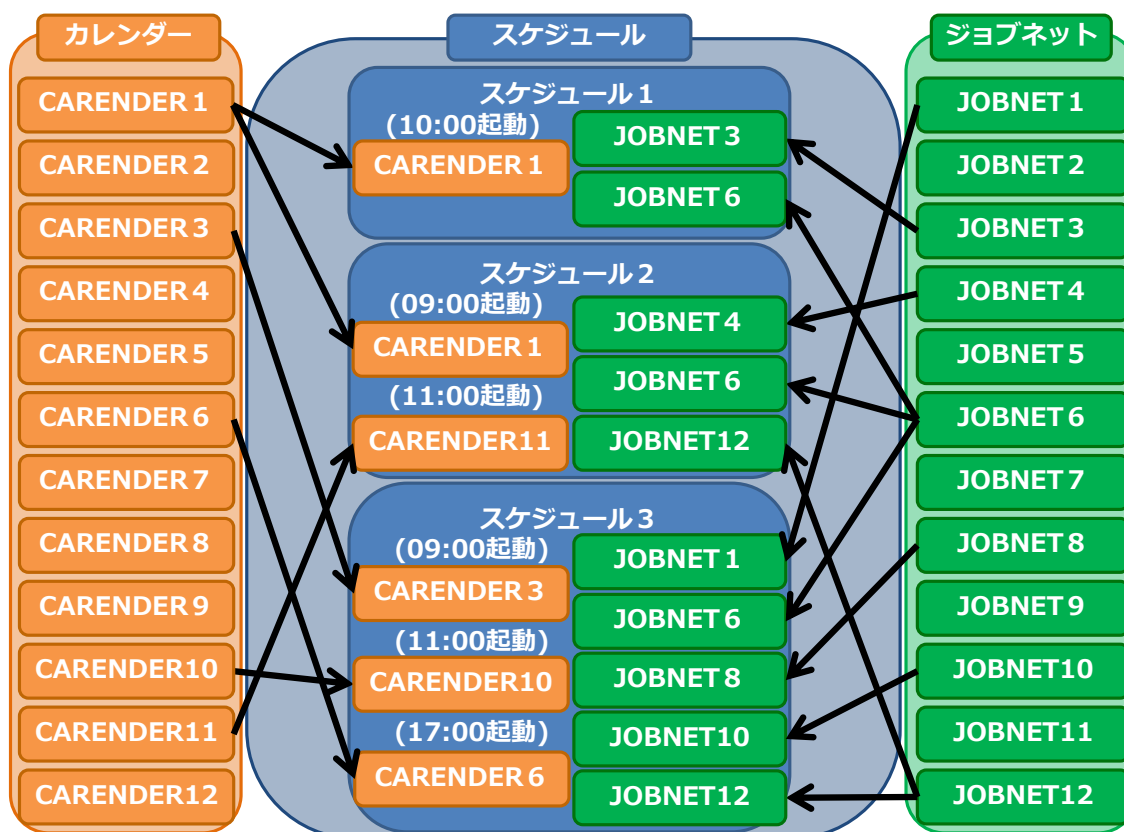 カレンダー
CARENDER1
CARENDER2
CARENDER3
CARENDER4
CARENDER5
CARENDER6
CARENDER7
CARENDER8
CARENDER9
CARENDER10
CARENDER11
CARENDER12
スケジュール
スケジュール1
(10:00起動)
CARENDER1
JOBNET3
JOBNET6
スケジュール2
(09:00起動)
CARENDER1
(11:00起動)
CARENDER11
JOBNET4
JOBNET6
JOBNET12
スケジュール3
(09:00起動)
CARENDER3
(11:00起動)
CARENDER10
(17:00起動)
CARENDER6
JOBNET1
JOBNET6
JOBNET8
JOBNET10
JOBNET12
ジョブネット
JOBNET1
JOBNET2
JOBNET3
JOBNET4
JOBNET5
JOBNET6
JOBNET7
JOBNET8
JOBNET9
JOBNET10
JOBNET11
JOBNET12